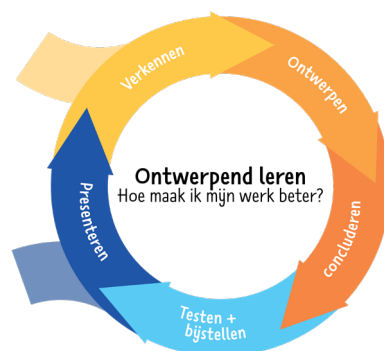 Verkennen
Ontwerpen
concluderen
Testen +
bijstellen
Presenteren
Ontwerpend leren
Hoe maak ik mijn werk beter?